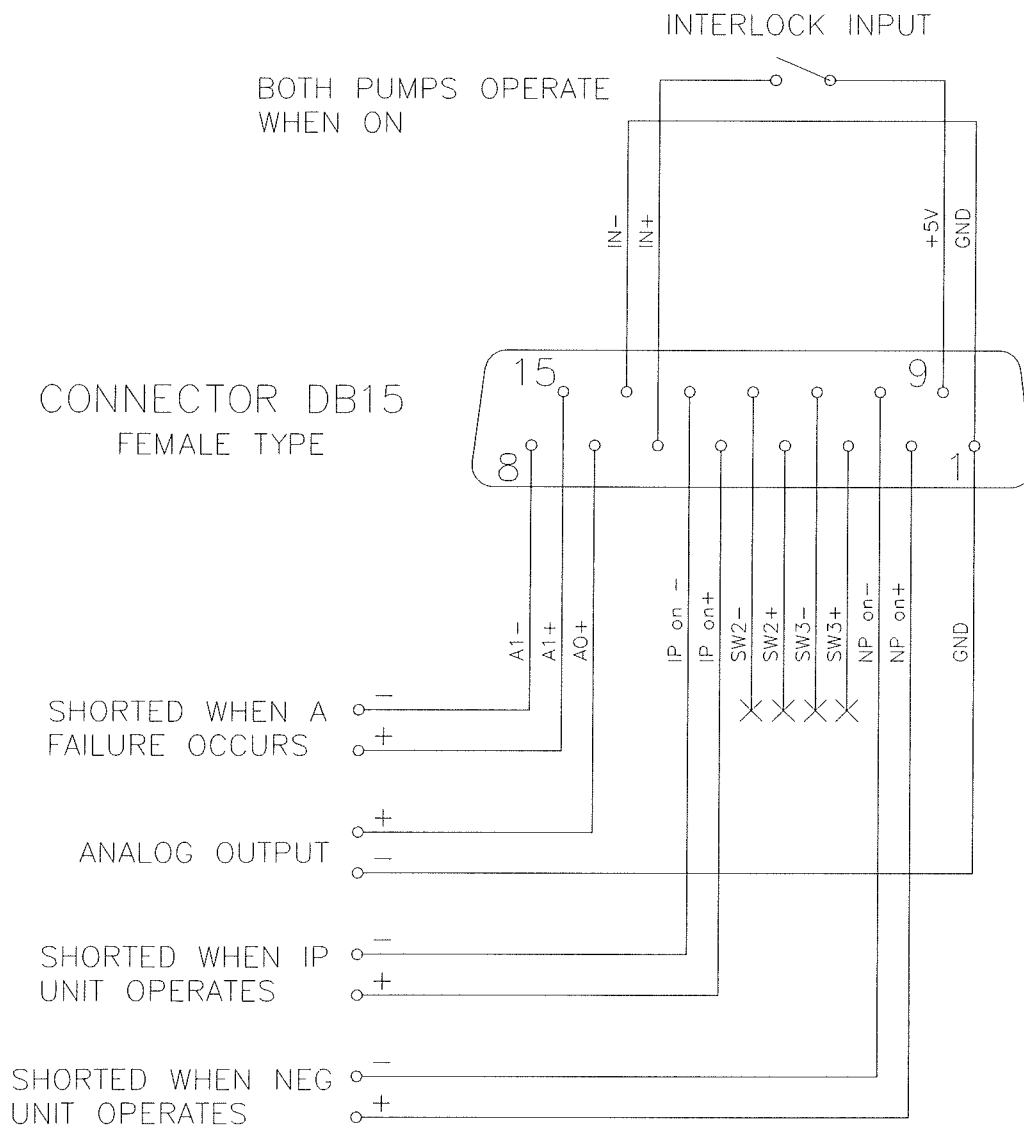 INTERLOCK INPUT
BOTH PUMPS OPERATE
WHEN ON
IN-
IN+
+5V
GND
CONNECTOR DB15
FEMALE TYPE
15
9
8
1
A1-
A1+
A0+
IP on -
IP on+
SW2-
SW2+
SW3-
SW3+
NP on-
NP on+
GND
SHORTED WHEN A
FAILURE OCCURS
-
+
ANALOG OUTPUT
+
-
SHORTED WHEN IP
UNIT OPERATES
-
+
SHORTED WHEN NEG
UNIT OPERATES
-
+